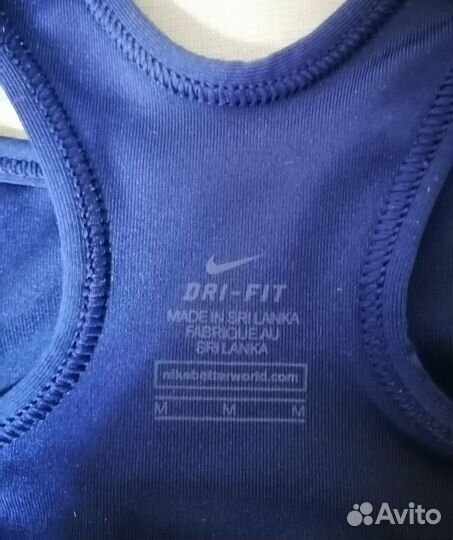 DRI-FIT
MADE IN SRI LANKA
FABRIQUE AU
SRI LANKA
nikebetterworld.com
M M M
Avito